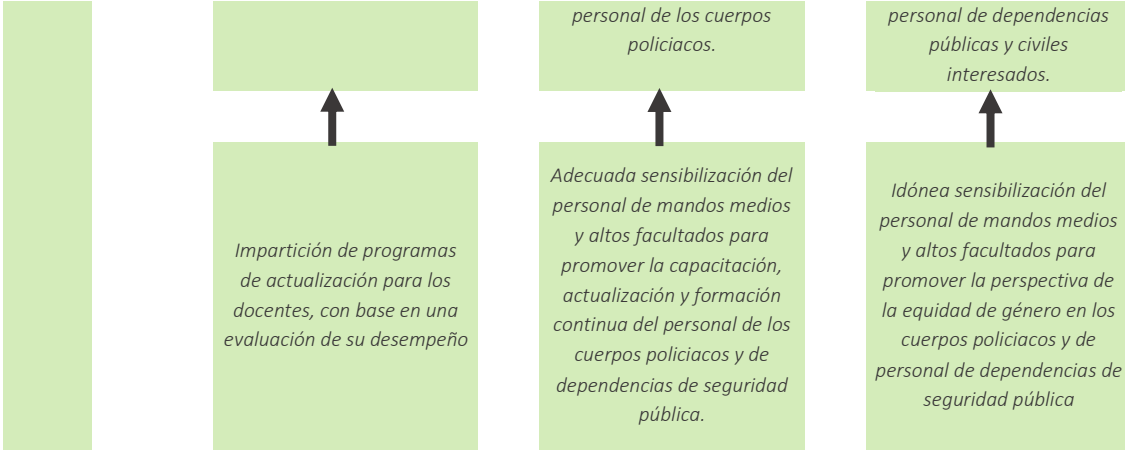 personal de los cuerpos
policiacos.
personal de dependencias
públicas y civiles
interesados.
Impartición de programas
de actualización para los
docentes, con base en una
evaluación de su desempeño
Adecuada sensibilización del
personal de mandos medios
y altos facultados para
promover la capacitación,
actualización y formación
continua del personal de los
cuerpos policiacos y de
dependencias de seguridad
pública.
Idónea sensibilización del
personal de mandos medios
y altos facultados para
promover la perspectiva de
la equidad de género en los
cuerpos policiacos y de
personal de dependencias de
seguridad pública